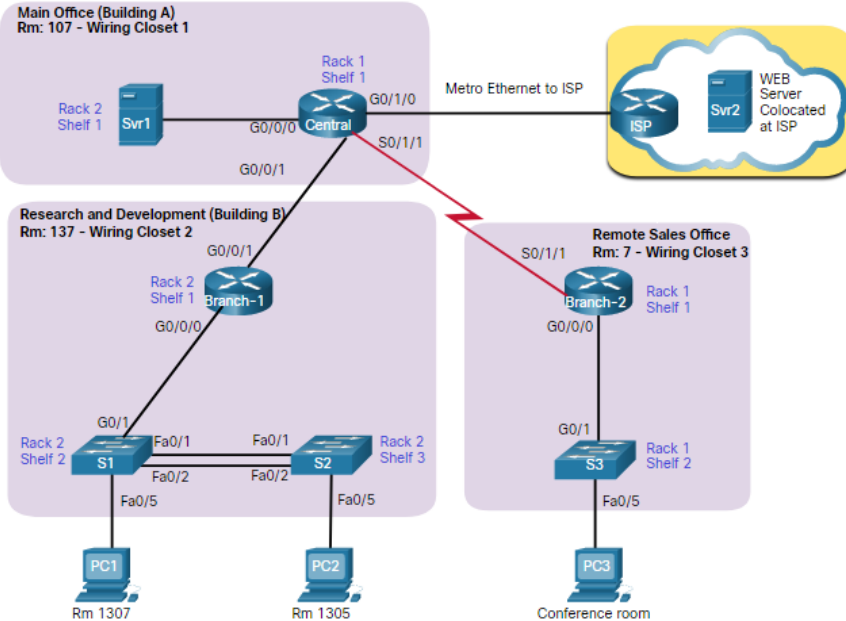 Main Office (Building A)
Rm: 107 - Wiring Closet 1
Rack 1
Shelf 1
Rack 2
Shelf 1
Svr1
G0/0/0
Central
G0/1/0
S0/1/1
G0/0/1
Metro Ethernet to ISP
ISP
Svr2
WEB
Server
Colocated
at ISP
Research and Development (Building B)
Rm: 137 - Wiring Closet 2
G0/0/1
Rack 2
Shelf 1
Branch-1
G0/0/0
G0/1
Rack 2
Shelf 2
S1
Fa0/1
Fa0/1
Fa0/2
Fa0/2
S2
Rack 2
Shelf 3
Fa0/5
Fa0/5
PC1
Rm 1307
PC2
Rm 1305
Remote Sales Office
Rm: 7 - Wiring Closet 3
S0/1/1
Branch-2
Rack 1
Shelf 1
G0/0/0
G0/1
S3
Rack 1
Shelf 2
Fa0/5
PC3
Conference room